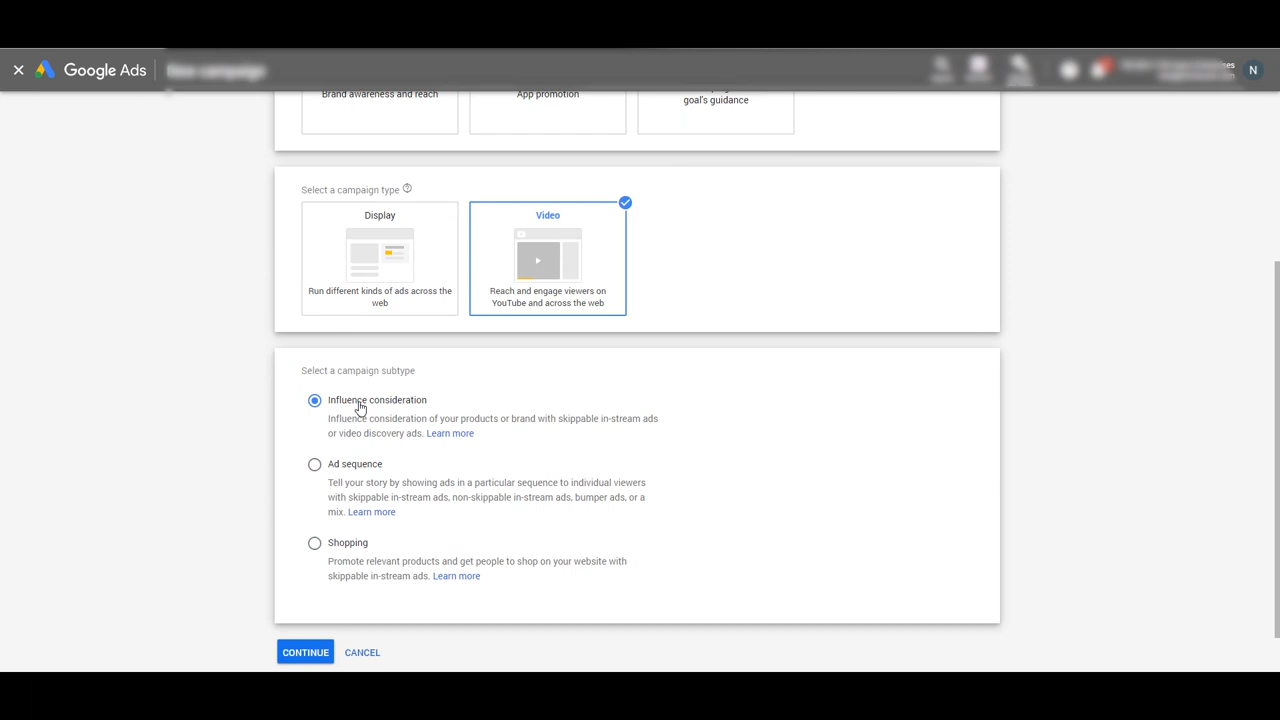 Google Ads
New campaign
N
Brand awareness and reach
App promotion
goal's guidance
Select a campaign type
Display
Run different kinds of ads across the
web
Video
Reach and engage viewers on
YouTube and across the web
Select a campaign subtype
Influence consideration
Influence consideration of your products or brand with skippable in-stream ads
or video discovery ads. Learn more
Ad sequence
Tell your story by showing ads in a particular sequence to individual viewers
with skippable in-stream ads, non-skippable in-stream ads, bumper ads, or a
mix. Learn more
Shopping
Promote relevant products and get people to shop on your website with
skippable in-stream ads. Learn more
CONTINUE
CANCEL